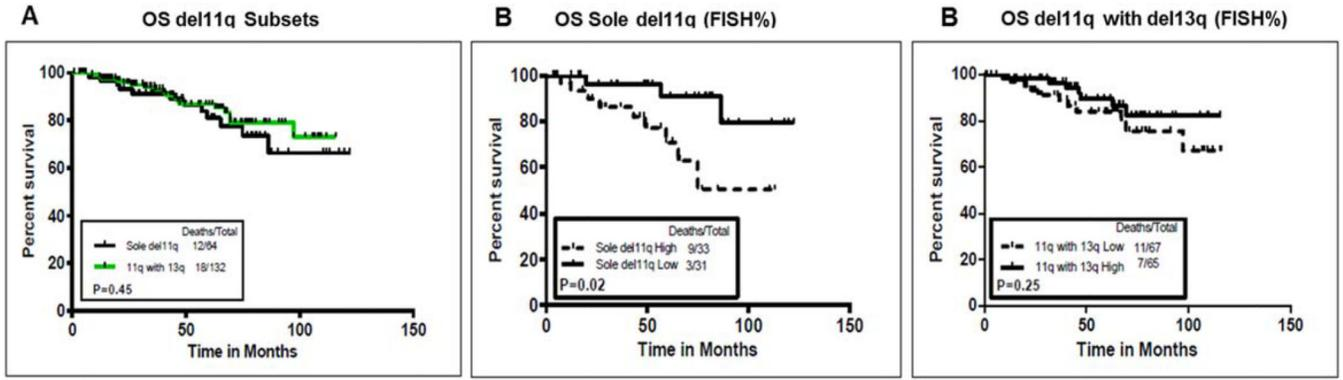 A
OS del11q Subsets
Percent survival
100
80
60
40
20
0
Deaths/Total
Sole del11q 12/64
11q with 13q 18/132
P=0.45
0 50 100 150
Time in Months
B
OS Sole del11q (FISH%)
Percent survival
100
80
60
40
20
0
Deaths/Total
Sole del11q High 9/33
Sole del11q Low 3/31
P=0.02
0 50 100 150
Time in Months
B
OS del11q with del13q (FISH%)
Percent survival
100
80
60
40
20
0
Deaths/Total
11q with 13q Low 11/67
11q with 13q High 7/65
P=0.25
0 50 100 150
Time in Months